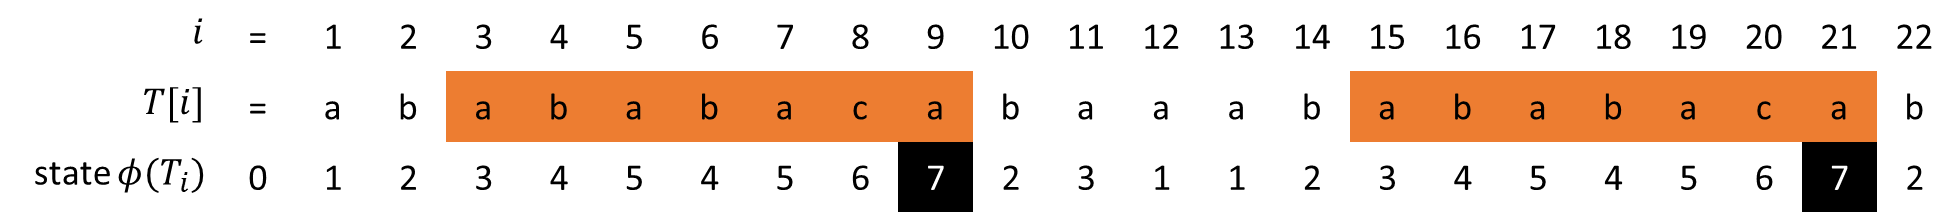 i = 1 2 3 4 5 6 7 8 9 10 11 12 13 14 15 16 17 18 19 20 21 22
T[i] = a b a b a b a c a b a a a b a b a b a c a b
state ϕ(Tᵢ) 0 1 2 3 4 5 4 5 6 7 2 3 1 1 2 3 4 5 4 5 6 7 2